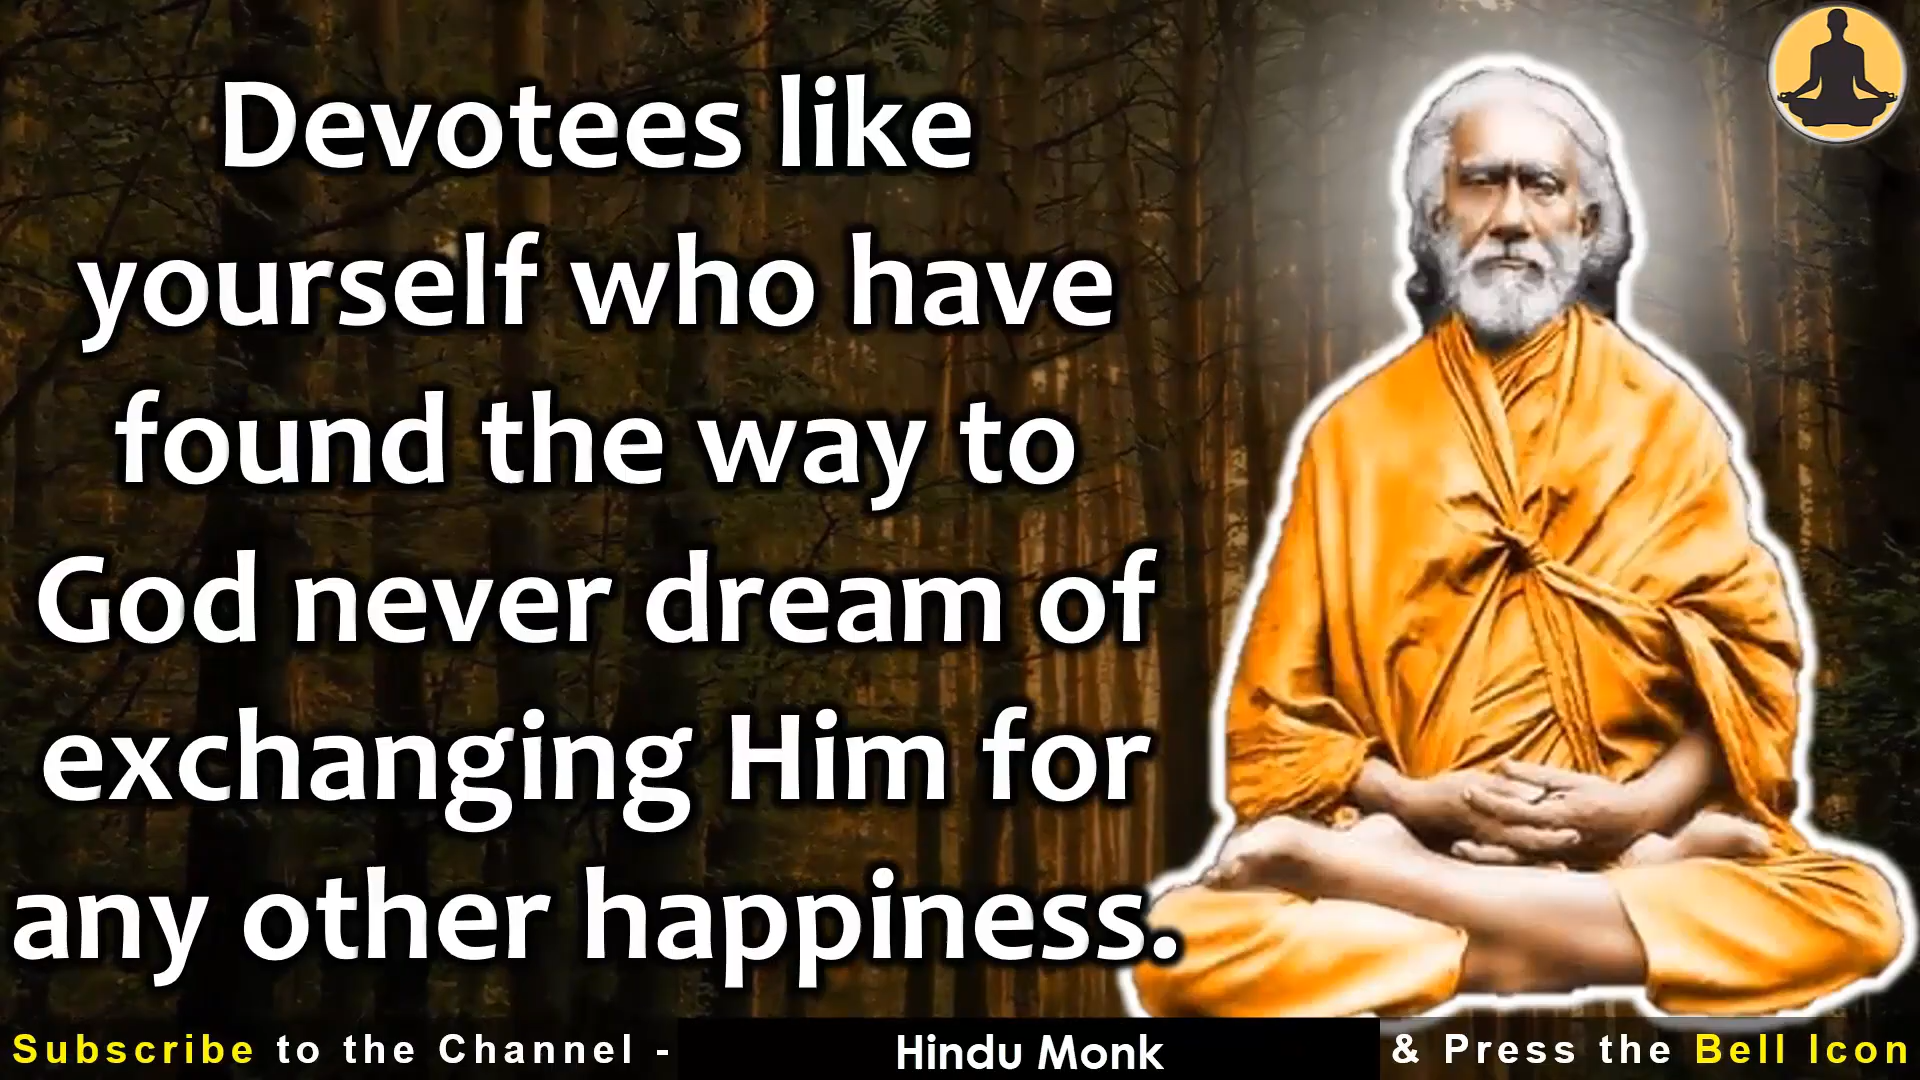 Devotees like
yourself who have
found the way to
God never dream of
exchanging Him for
any other happiness.
Subscribe to the Channel - Hindu Monk & Press the Bell Icon